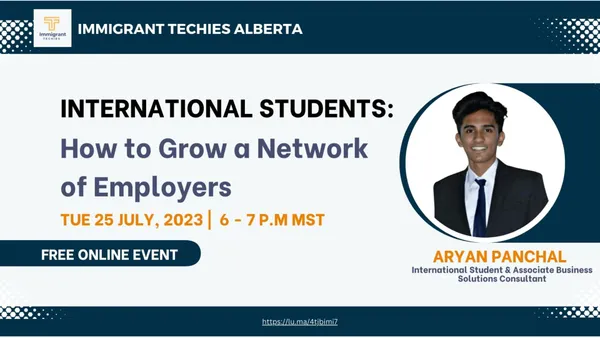 Immigrant
TECHIES
IMMIGRANT TECHIES ALBERTA
INTERNATIONAL STUDENTS:
How to Grow a Network
of Employers
TUE 25 JULY, 2023 | 6 - 7 P.M MST
FREE ONLINE EVENT
ARYAN PANCHAL
International Student & Associate Business
Solutions Consultant
https://lu.ma/4tibimi7